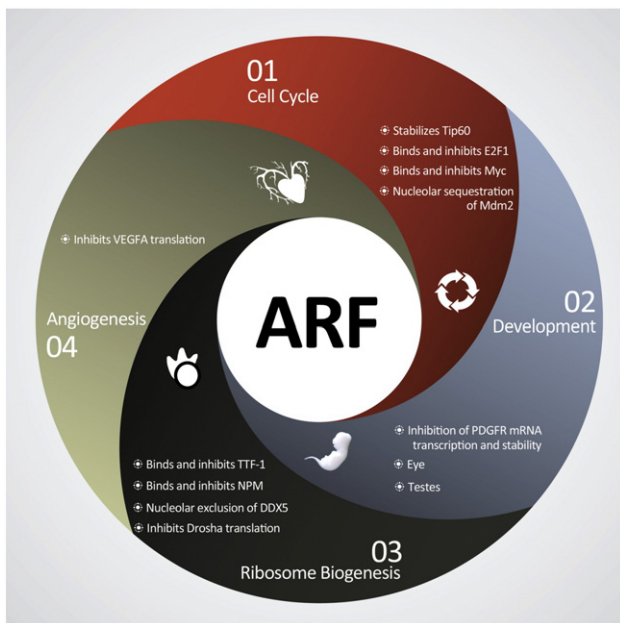 01
Cell Cycle
Stabilizes Tip60
Binds and inhibits E2F1
Binds and inhibits Myc
Nucleolar sequestration
of Mdm2
02
Development
Inhibition of PDGFR mRNA
transcription and stability
Eye
Testes
03
Ribosome Biogenesis
Binds and inhibits TTF-1
Binds and inhibits NPM
Nucleolar exclusion of DDX5
Inhibits Drosha translation
Angiogenesis
04
Inhibits VEGFA translation
ARF